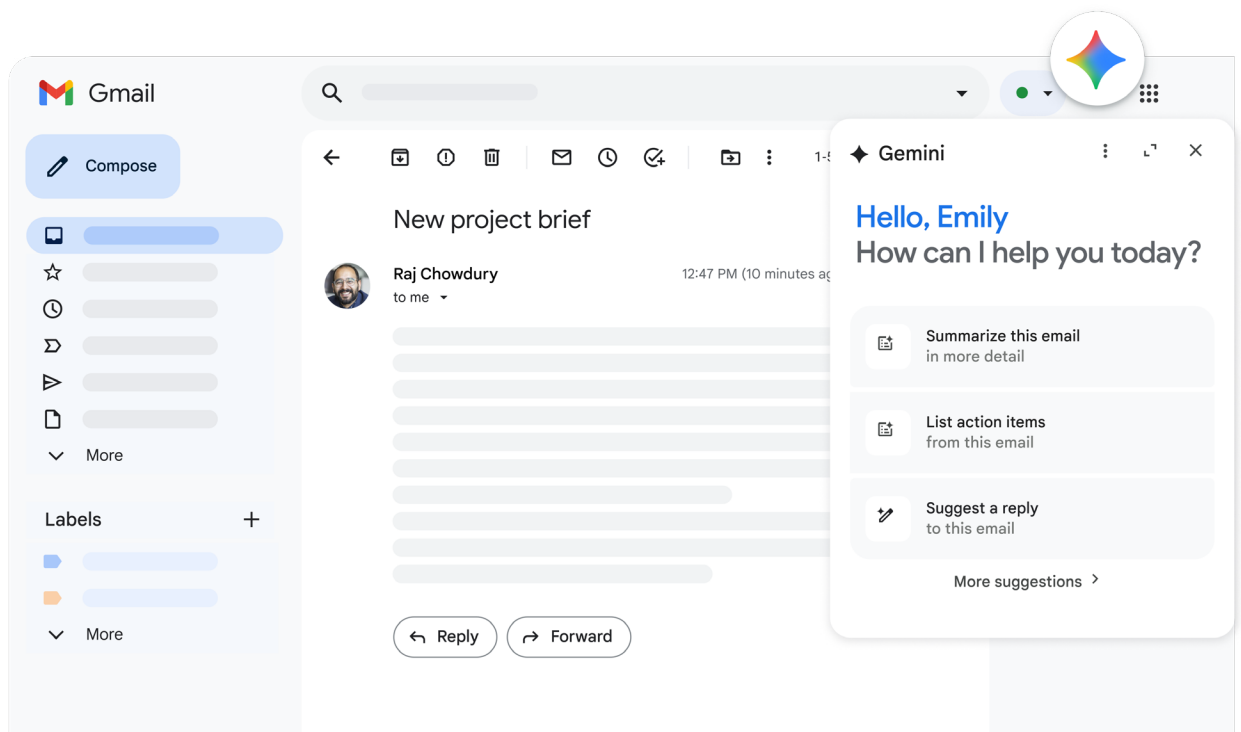 Gmail
Compose
More
Labels
More
1-5
New project brief
Raj Chowdury
12:47 PM (10 minutes ag
to me
Reply
Forward
Gemini
Hello, Emily
How can I help you today?
Summarize this email
in more detail
List action items
from this email
Suggest a reply
to this email
More suggestions